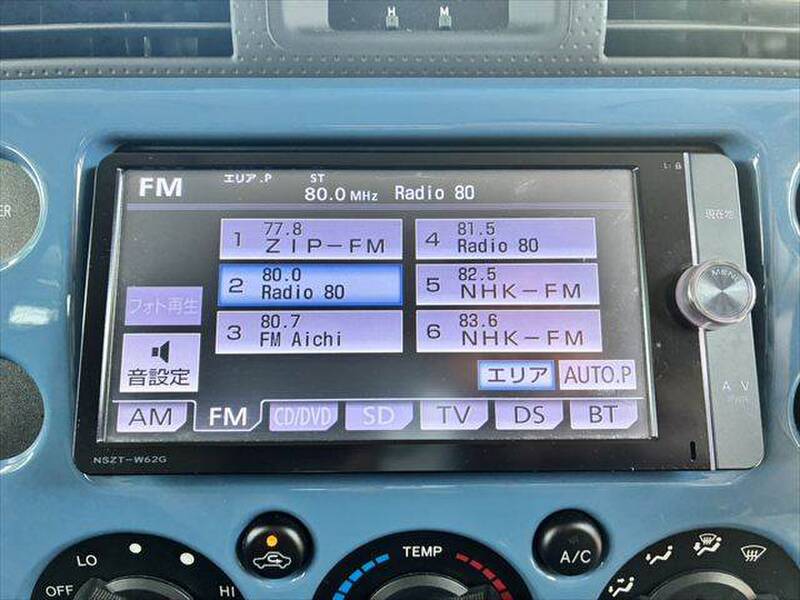 H M
ER
FM エリア.P ST 80.0 MHz Radio 80
現在地
MENU
1 77.8 ZIP-FM
4 81.5 Radio 80
2 80.0 Radio 80
5 82.5 NHK-FM
3 80.7 FM Aichi
6 83.6 NHK-FM
フォト再生
音設定
エリア AUTO.P
AM FM CD/DVD SD TV DS BT
A V
NSZT-W62G
LO
OFF
HI
TEMP
A/C